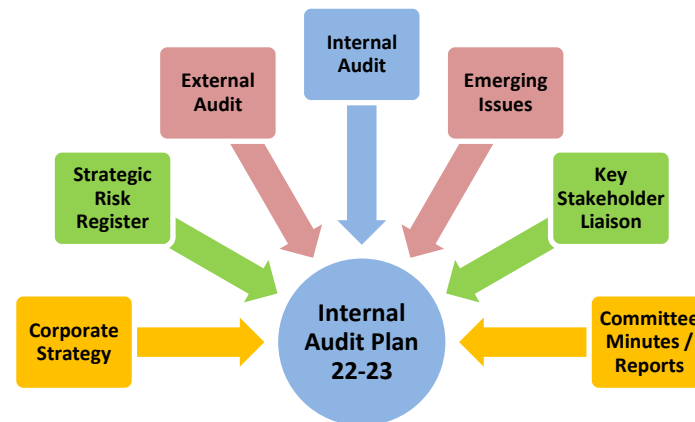 Internal
Audit
External
Audit
Emerging
Issues
Strategic
Risk
Register
Key
Stakeholder
Liaison
Corporate
Strategy
Internal
Audit Plan
22-23
Committee
Minutes /
Reports